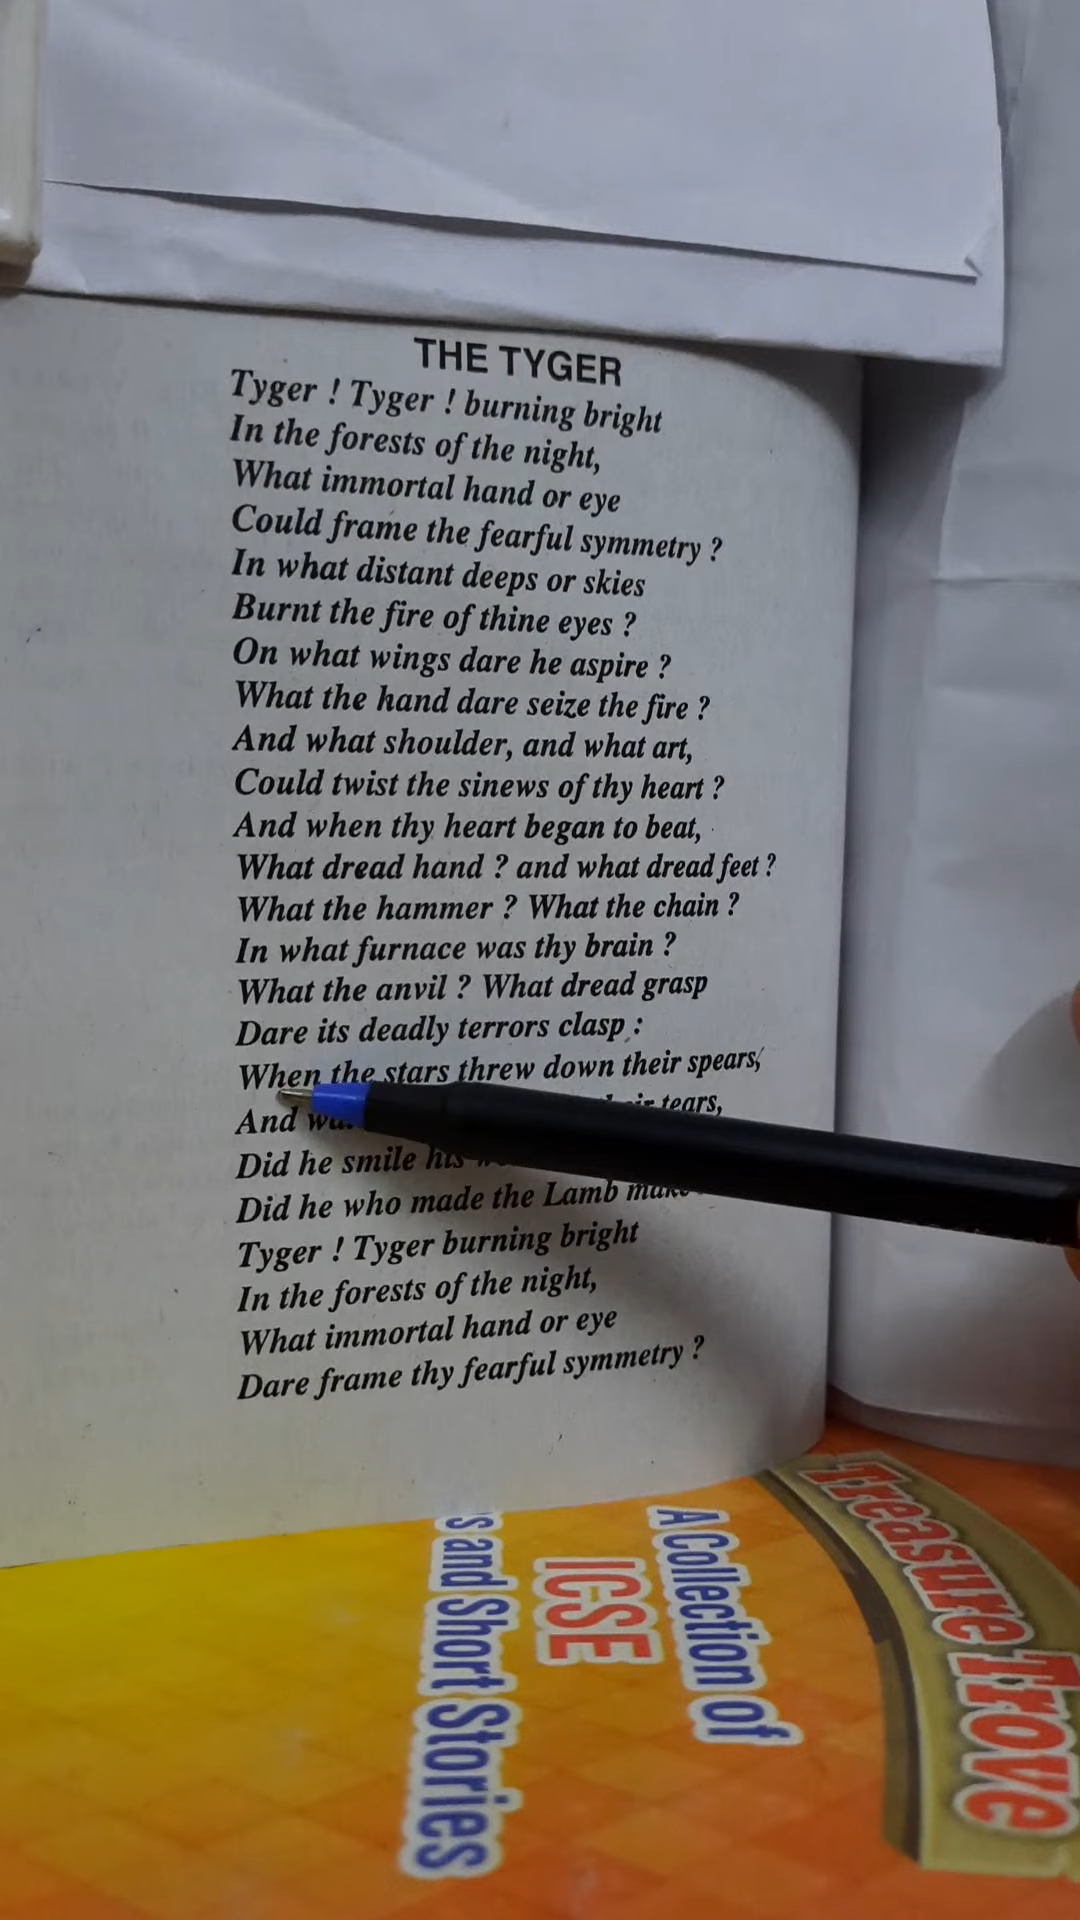 THE TYGER
Tyger ! Tyger ! burning bright
In the forests of the night,
What immortal hand or eye
Could frame the fearful symmetry ?
In what distant deeps or skies
Burnt the fire of thine eyes ?
On what wings dare he aspire ?
What the hand dare seize the fire ?
And what shoulder, and what art,
Could twist the sinews of thy heart ?
And when thy heart began to beat,
What dread hand ? and what dread feet ?
What the hammer ? What the chain ?
In what furnace was thy brain ?
What the anvil ? What dread grasp
Dare its deadly terrors clasp :
When the stars threw down their spears,
And tears,
Did he smile his
Did he who made the Lamb
Tyger ! Tyger burning bright
In the forests of the night,
What immortal hand or eye
Dare frame thy fearful symmetry ?
Treasure Trove
A Collection of
ICSE
and Short Stories